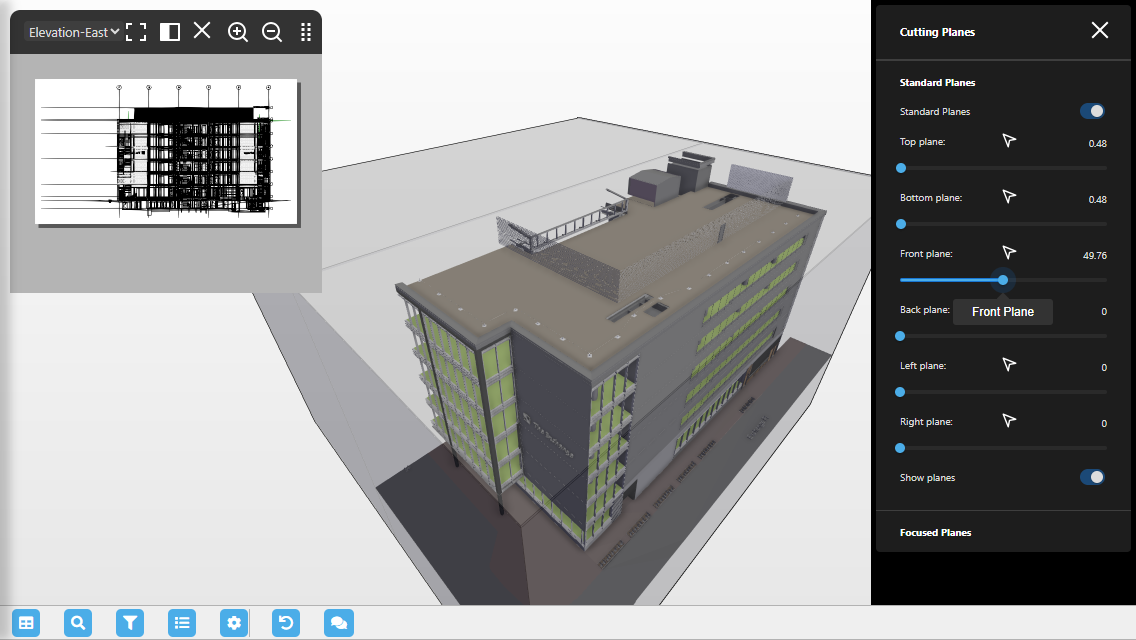 Elevation-East
Cutting Planes
Standard Planes
Standard Planes
Top plane:
0.48
Bottom plane:
0.48
Front plane:
49.76
Back plane:
0
Front Plane
Left plane:
0
Right plane:
0
Show planes
Focused Planes